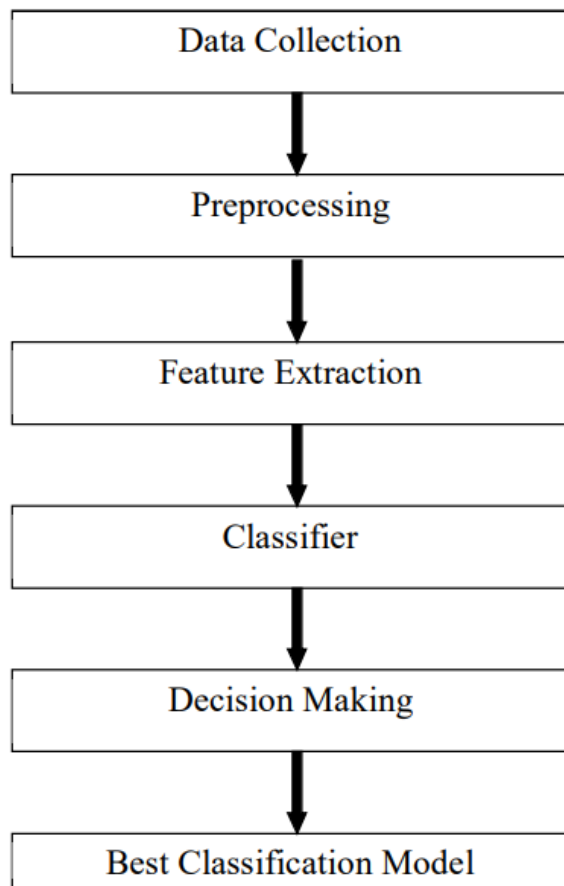 Data Collection
Preprocessing
Feature Extraction
Classifier
Decision Making
Best Classification Model